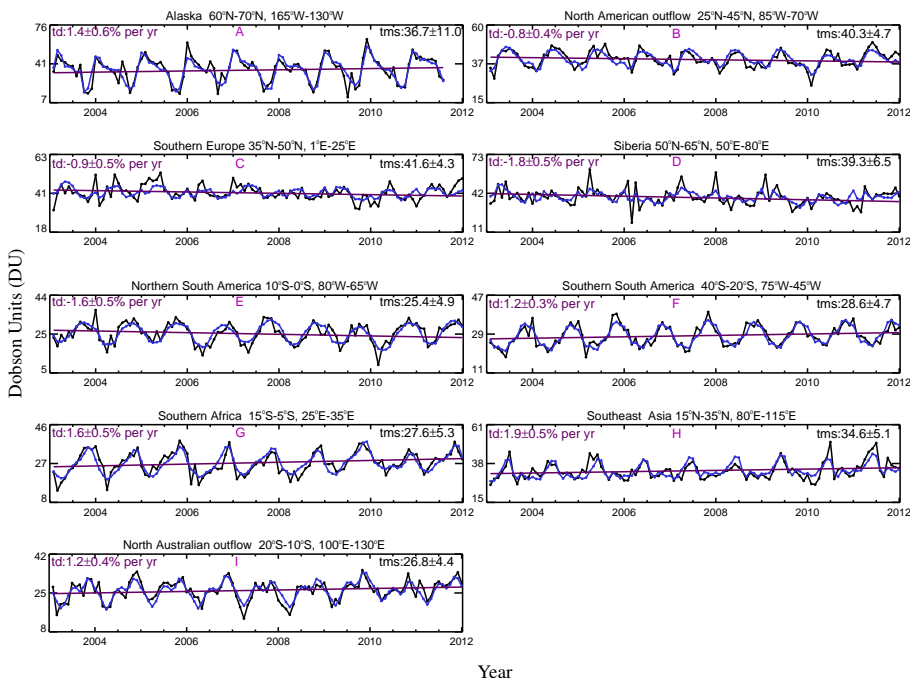 Alaska 60°N-70°N, 165°W-130°W
76
td:1.4±0.6% per yr A tms:36.7±11.0
41
7
2004 2006 2008 2010 2012
North American outflow 25°N-45°N, 85°W-70°W
60
td:-0.8±0.4% per yr B tms:40.3±4.7
37
15
2004 2006 2008 2010 2012
Southern Europe 35°N-50°N, 1°E-25°E
63
td:-0.9±0.5% per yr C tms:41.6±4.3
41
18
2004 2006 2008 2010 2012
Siberia 50°N-65°N, 50°E-80°E
73
td:-1.8±0.5% per yr D tms:39.3±6.5
42
11
2004 2006 2008 2010 2012
Dobson Units (DU)
Northern South America 10°S-0°S, 80°W-65°W
44
td:-1.6±0.5% per yr E tms:25.4±4.9
25
5
2004 2006 2008 2010 2012
Southern South America 40°S-20°S, 75°W-45°W
47
td:1.2±0.3% per yr F tms:28.6±4.7
29
11
2004 2006 2008 2010 2012
Southern Africa 15°S-5°S, 25°E-35°E
46
td:1.6±0.5% per yr G tms:27.6±5.3
27
8
2004 2006 2008 2010 2012
Southeast Asia 15°N-35°N, 80°E-115°E
61
td:1.9±0.5% per yr H tms:34.6±5.1
38
15
2004 2006 2008 2010 2012
North Australian outflow 20°S-10°S, 100°E-130°E
42
td:1.2±0.4% per yr I tms:26.8±4.4
25
8
2004 2006 2008 2010 2012
Year